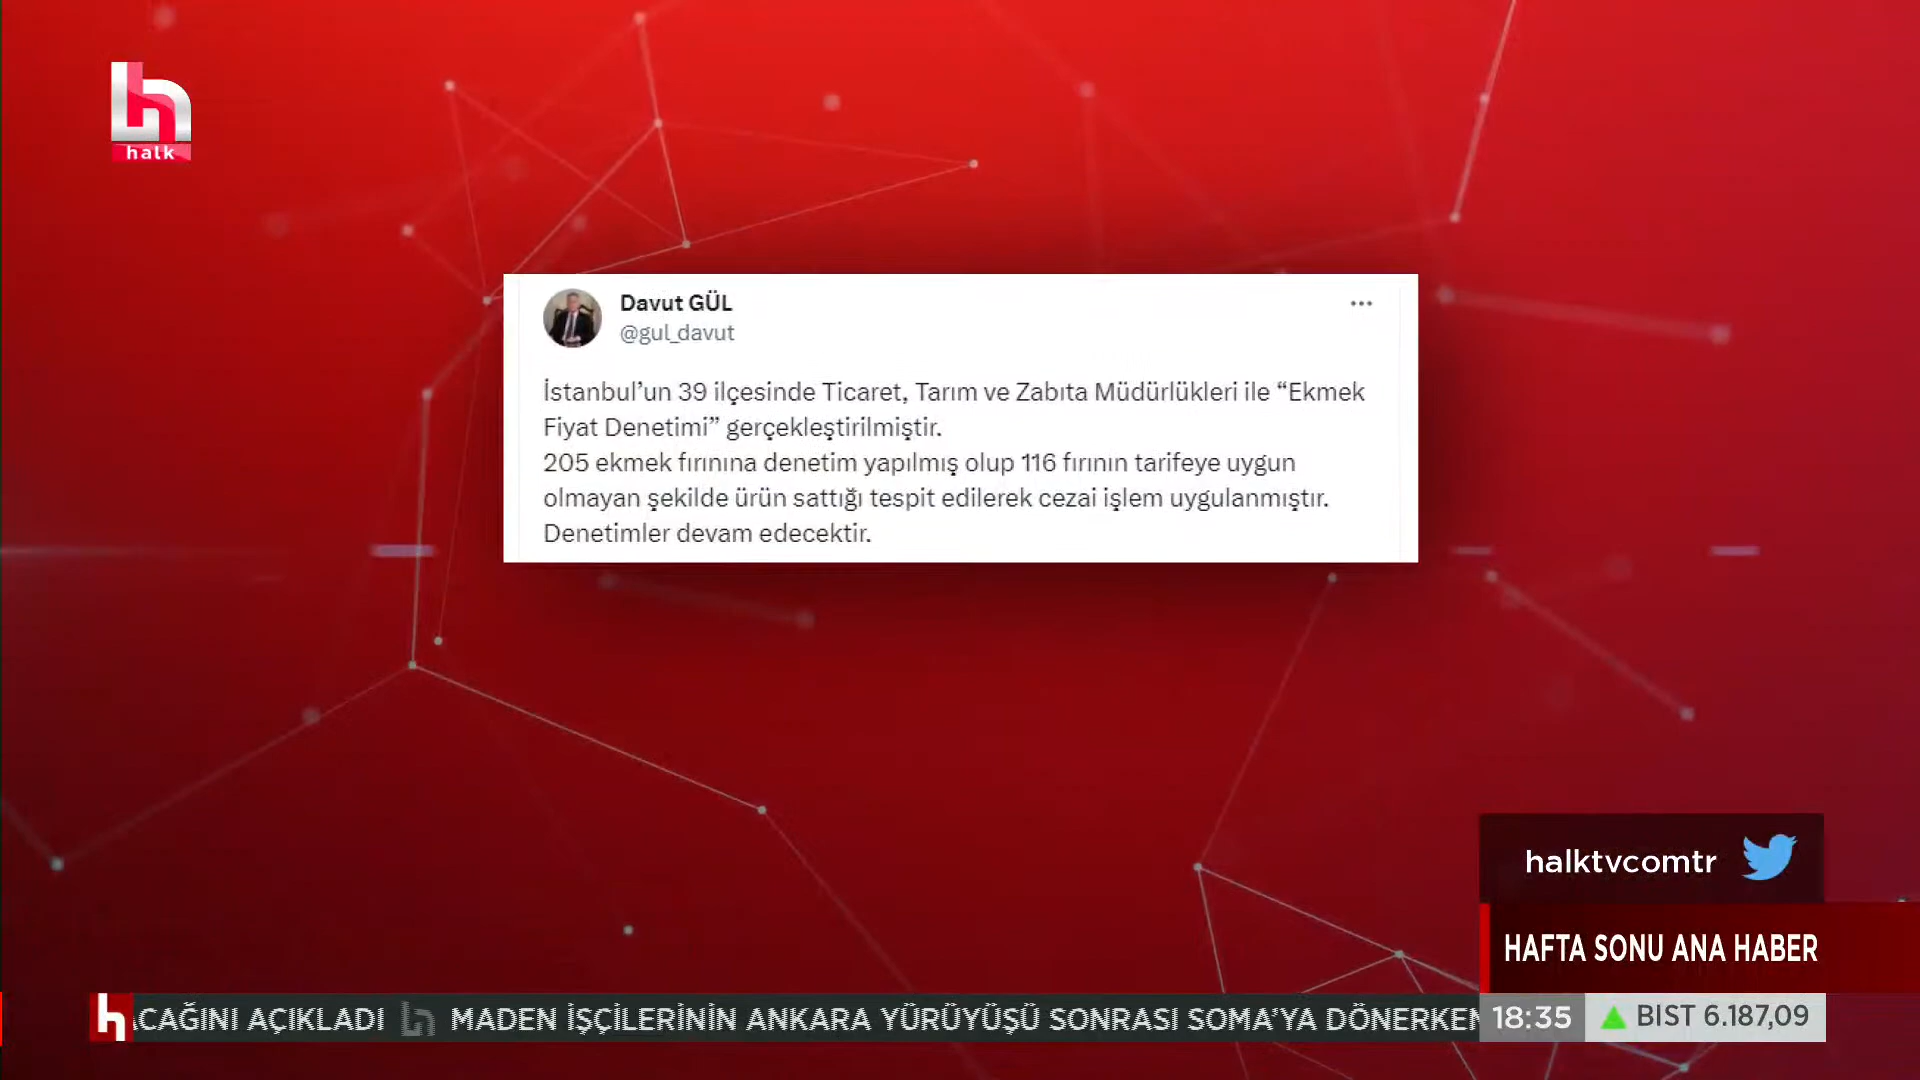 halk
Davut GÜL
@gul_davut
İstanbul’un 39 ilçesinde Ticaret, Tarım ve Zabıta Müdürlükleri ile “Ekmek
Fiyat Denetimi” gerçekleştirilmiştir.
205 ekmek fırınına denetim yapılmış olup 116 fırının tarifeye uygun
olmayan şekilde ürün sattığı tespit edilerek cezai işlem uygulanmıştır.
Denetimler devam edecektir.
halktvcomtr
HAFTA SONU ANA HABER
ACAĞINI AÇIKLADI MADEN İŞÇİLERİNİN ANKARA YÜRÜYÜŞÜ SONRASI SOMA’YA DÖNERKEN 18:35 BIST 6.187,09